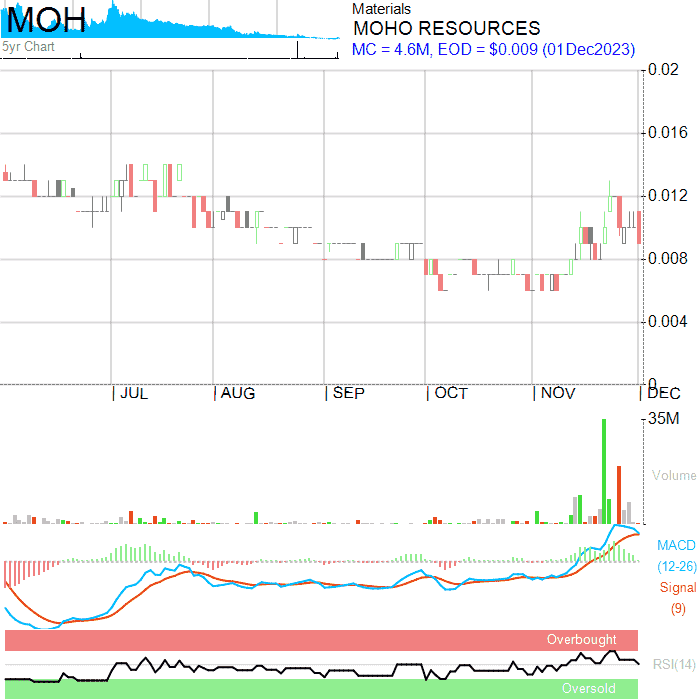 MOH
5yr Chart
Materials
MOHO RESOURCES
MC = 4.6M, EOD = $0.009 (01Dec2023)
0.02
0.016
0.012
0.008
0.004
0
JUL AUG SEP OCT NOV DEC
35M
Volume
MACD
(12-26)
Signal
(9)
Overbought
RSI(14)
Oversold